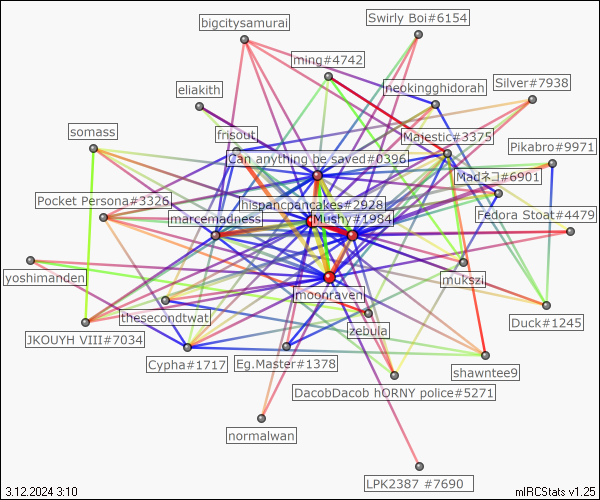 bigcitysamurai
Swirly Boi#6154
ming#4742
eliakith
neokingghidorah
Silver#7938
somass
frisout
Majestic#3375
Pikabro#9971
Can anything be saved#0396
Madネコ#6901
Pocket Persona#3326
hispancpancakes#2928
marcemadness
Mushy#1984
Fedora Stoat#4479
yoshimanden
moonraven
mukszi
thesecondtwat
zebula
Duck#1245
JKOUYH VIII#7034
Cypha#1717
Eg.Master#1378
shawntee9
DacobDacob hORNY police#5271
normalwan
LPK2387 #7690
3.12.2024 3:10
mIRCStats v1.25